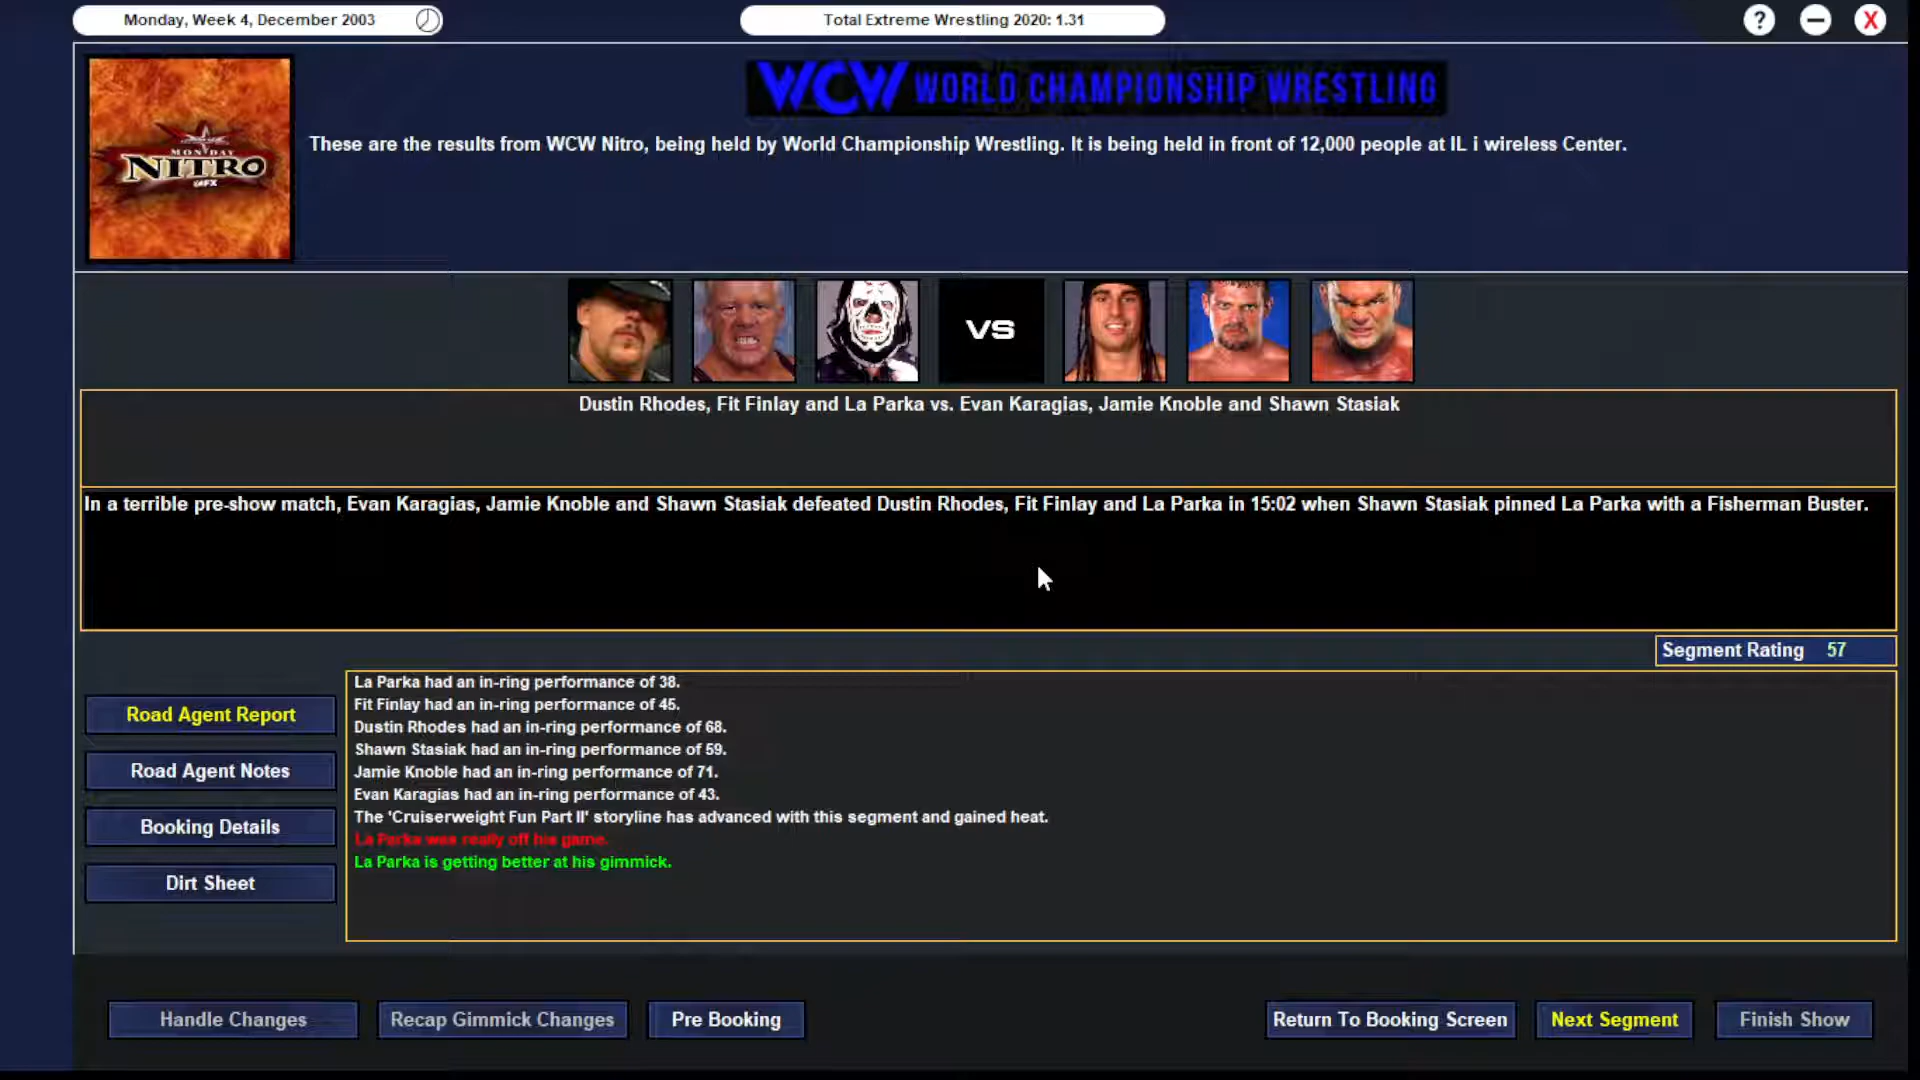 Monday, Week 4, December 2003
Total Extreme Wrestling 2020: 1.31
?
X
WCW WORLD CHAMPIONSHIP WRESTLING
MONDAY
NITRO
These are the results from WCW Nitro, being held by World Championship Wrestling. It is being held in front of 12,000 people at IL i wireless Center.
VS
Dustin Rhodes, Fit Finlay and La Parka vs. Evan Karagias, Jamie Knoble and Shawn Stasiak
In a terrible pre-show match, Evan Karagias, Jamie Knoble and Shawn Stasiak defeated Dustin Rhodes, Fit Finlay and La Parka in 15:02 when Shawn Stasiak pinned La Parka with a Fisherman Buster.
Segment Rating 57
Road Agent Report
Road Agent Notes
Booking Details
Dirt Sheet
La Parka had an in-ring performance of 38.
Fit Finlay had an in-ring performance of 45.
Dustin Rhodes had an in-ring performance of 68.
Shawn Stasiak had an in-ring performance of 59.
Jamie Knoble had an in-ring performance of 71.
Evan Karagias had an in-ring performance of 43.
The 'Cruiserweight Fun Part II' storyline has advanced with this segment and gained heat.
La Parka was really off his game.
La Parka is getting better at his gimmick.
Handle Changes
Recap Gimmick Changes
Pre Booking
Return To Booking Screen
Next Segment
Finish Show